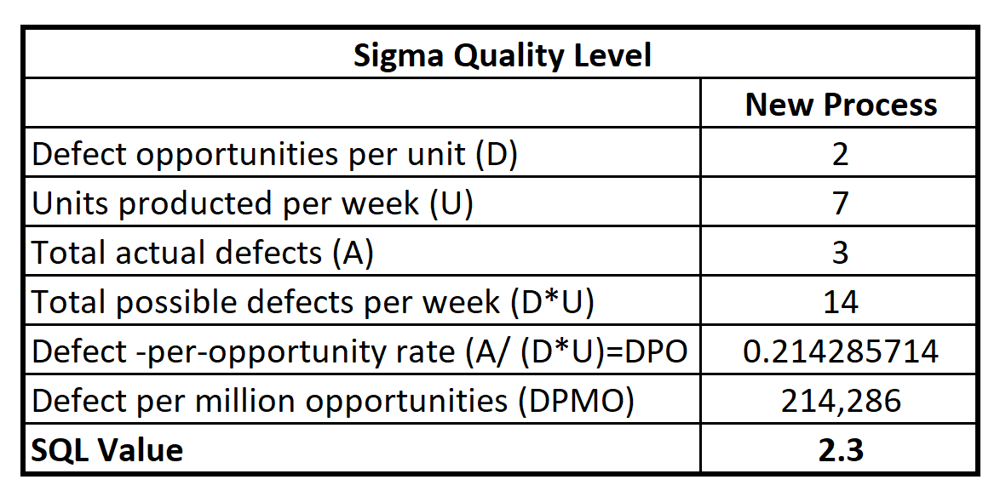 Sigma Quality Level
New Process
Defect opportunities per unit (D) 2
Units producted per week (U) 7
Total actual defects (A) 3
Total possible defects per week (D*U) 14
Defect -per-opportunity rate (A/ (D*U)=DPO 0.214285714
Defect per million opportunities (DPMO) 214,286
SQL Value 2.3